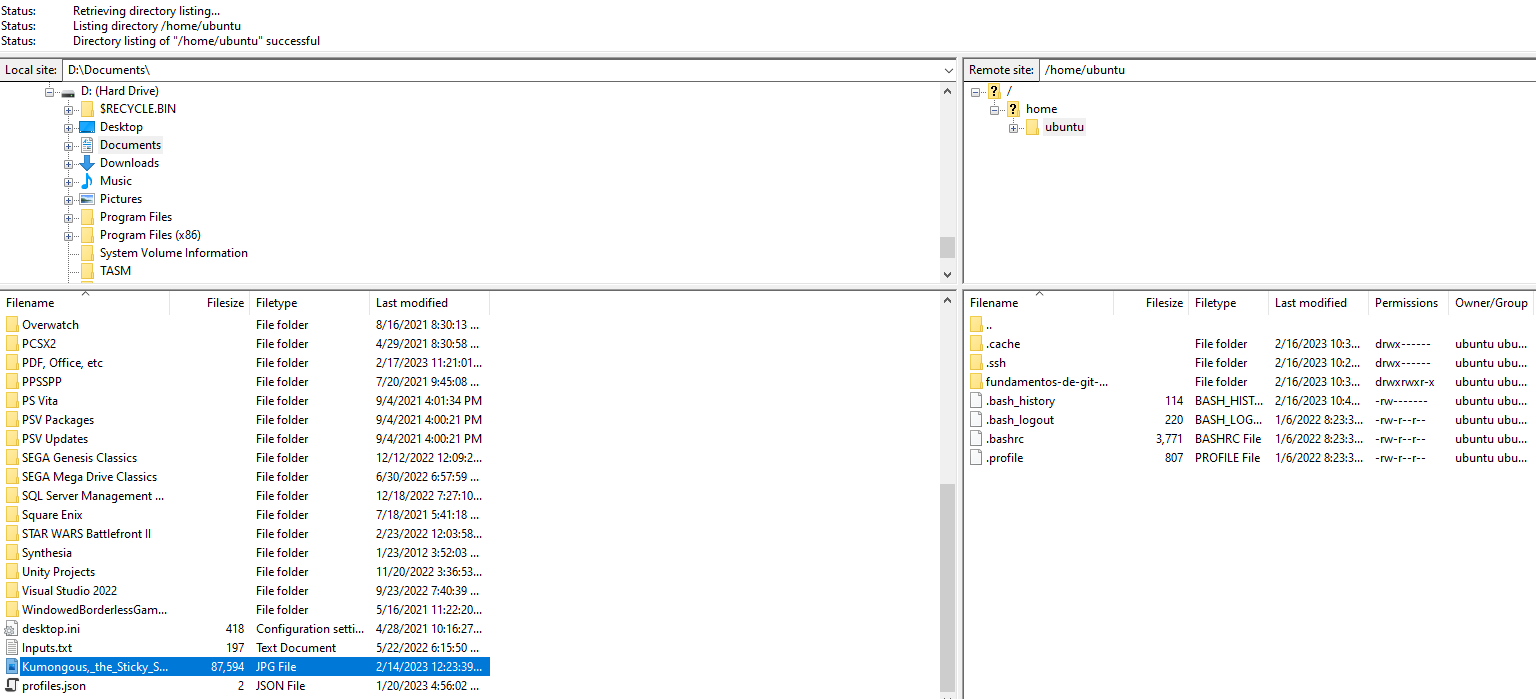 Status: Retrieving directory listing...
Status: Listing directory /home/ubuntu
Status: Directory listing of "/home/ubuntu" successful
Local site: D:\Documents\
D: (Hard Drive)
$RECYCLE.BIN
Desktop
Documents
Downloads
Music
Pictures
Program Files
Program Files (x86)
System Volume Information
TASM
Remote site: /home/ubuntu
/
home
ubuntu
Filename Filesize Filetype Last modified
Overwatch File folder 8/16/2021 8:30:13 ...
PCSX2 File folder 4/29/2021 8:30:58 ...
PDF, Office, etc File folder 2/17/2023 11:21:01...
PPSSPP File folder 7/20/2021 9:45:08 ...
PS Vita File folder 9/4/2021 4:01:34 PM
PSV Packages File folder 9/4/2021 4:00:21 PM
PSV Updates File folder 9/4/2021 4:00:21 PM
SEGA Genesis Classics File folder 12/12/2022 12:09:2...
SEGA Mega Drive Classics File folder 6/30/2022 6:57:59 ...
SQL Server Management ... File folder 12/18/2022 7:27:10...
Square Enix File folder 7/18/2021 5:41:18 ...
STAR WARS Battlefront II File folder 2/23/2022 12:03:58...
Synthesia File folder 1/23/2012 3:52:03 ...
Unity Projects File folder 11/20/2022 3:36:53...
Visual Studio 2022 File folder 9/23/2022 7:40:39 ...
WindowedBorderlessGam... File folder 5/16/2021 11:22:20...
desktop.ini 418 Configuration setti... 4/28/2021 10:16:27...
Inputs.txt 197 Text Document 5/22/2022 6:15:50 ...
Kumongous,_the_Sticky_S... 87,594 JPG File 2/14/2023 12:23:39...
profiles.json 2 JSON File 1/20/2023 4:56:02 ...
Filename Filesize Filetype Last modified Permissions Owner/Group
..
.cache File folder 2/16/2023 10:3... drwx------ ubuntu ubu...
.ssh File folder 2/16/2023 10:2... drwx------ ubuntu ubu...
fundamentos-de-git-... File folder 2/16/2023 10:3... drwxrwxr-x ubuntu ubu...
.bash_history 114 BASH_HIST... 2/16/2023 10:4... -rw------- ubuntu ubu...
.bash_logout 220 BASH_LOG... 1/6/2022 8:23:3... -rw-r--r-- ubuntu ubu...
.bashrc 3,771 BASHRC File 1/6/2022 8:23:3... -rw-r--r-- ubuntu ubu...
.profile 807 PROFILE File 1/6/2022 8:23:3... -rw-r--r-- ubuntu ubu...